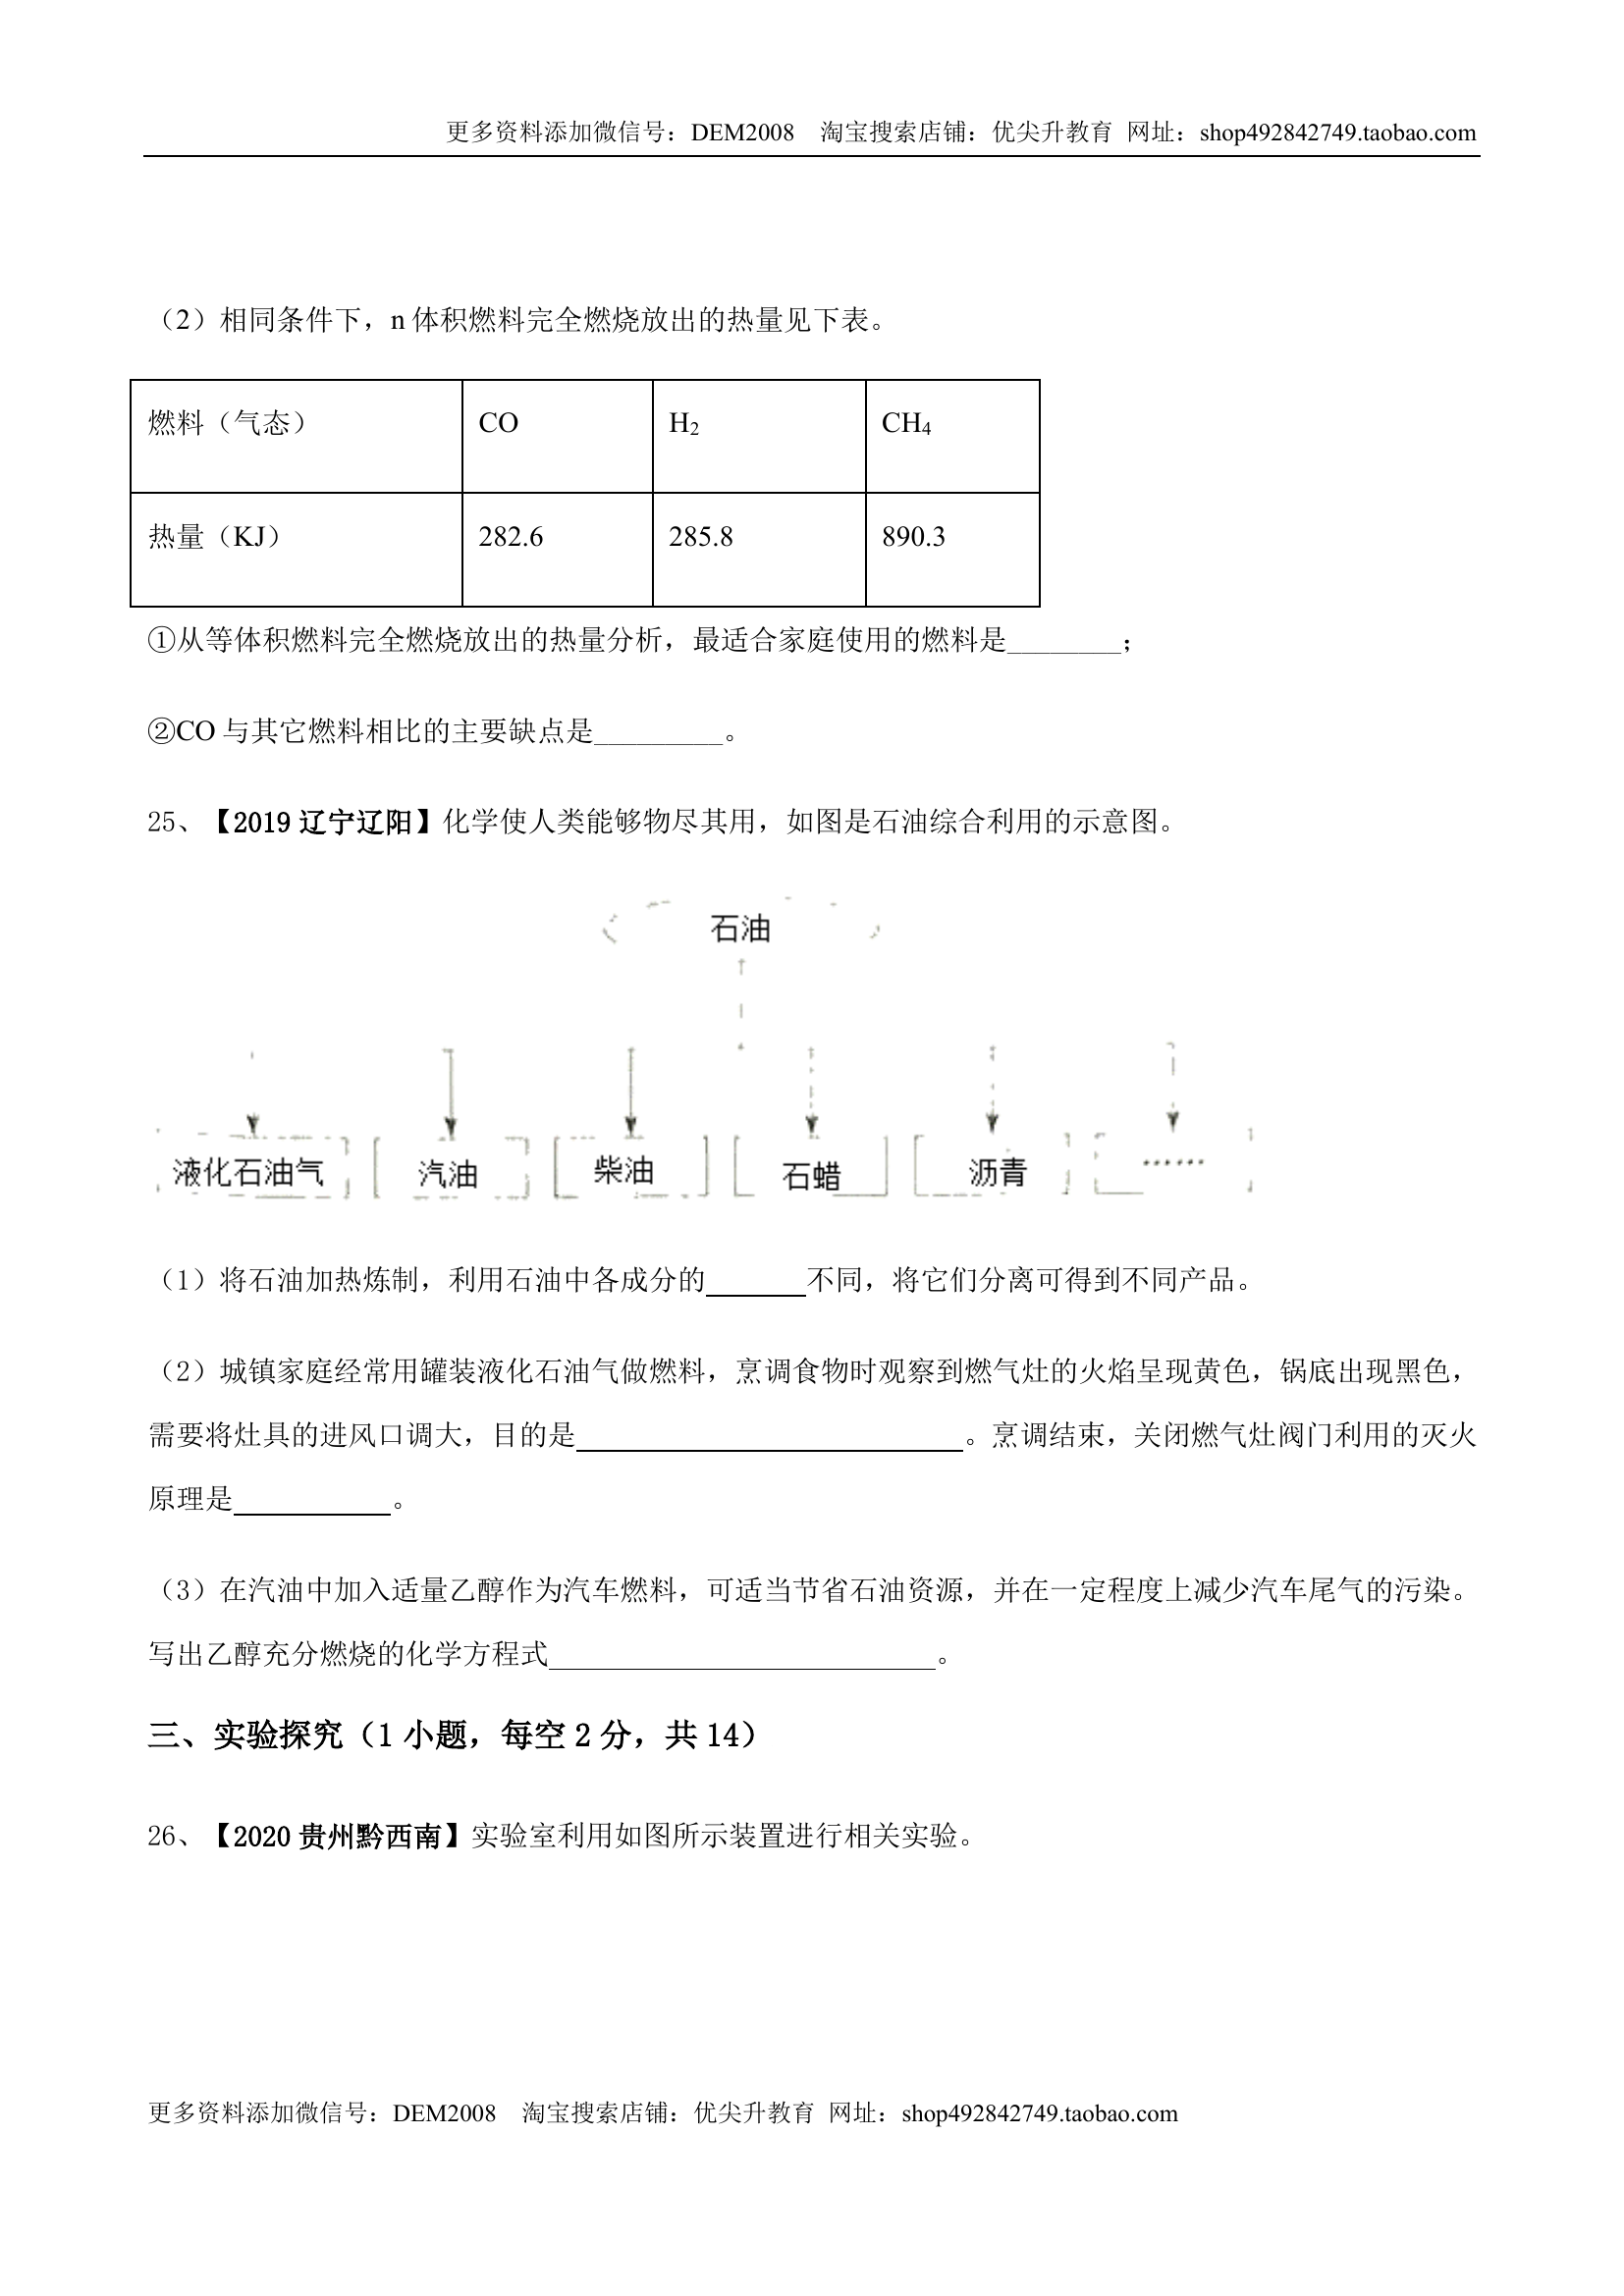 更多资料添加微信号：DEM2008 淘宝搜索店铺：优尖升教育 网址：shop492842749.taobao.com
（2）相同条件下，n 体积燃料完全燃烧放出的热量见下表。
燃料（气态） CO H₂ CH₄
热量（KJ） 282.6 285.8 890.3
①从等体积燃料完全燃烧放出的热量分析，最适合家庭使用的燃料是________；
②CO 与其它燃料相比的主要缺点是_________。
25、【2019 辽宁辽阳】化学使人类能够物尽其用，如图是石油综合利用的示意图。
石油
液化石油气 汽油 柴油 石蜡 沥青 ……
（1）将石油加热炼制，利用石油中各成分的_______不同，将它们分离可得到不同产品。
（2）城镇家庭经常用罐装液化石油气做燃料，烹调食物时观察到燃气灶的火焰呈现黄色，锅底出现黑色，
需要将灶具的进风口调大，目的是___________________________。烹调结束，关闭燃气灶阀门利用的灭火
原理是___________。
（3）在汽油中加入适量乙醇作为汽车燃料，可适当节省石油资源，并在一定程度上减少汽车尾气的污染。
写出乙醇充分燃烧的化学方程式___________________________。
三、实验探究（1 小题，每空 2 分，共 14）
26、【2020 贵州黔西南】实验室利用如图所示装置进行相关实验。
更多资料添加微信号：DEM2008 淘宝搜索店铺：优尖升教育 网址：shop492842749.taobao.com